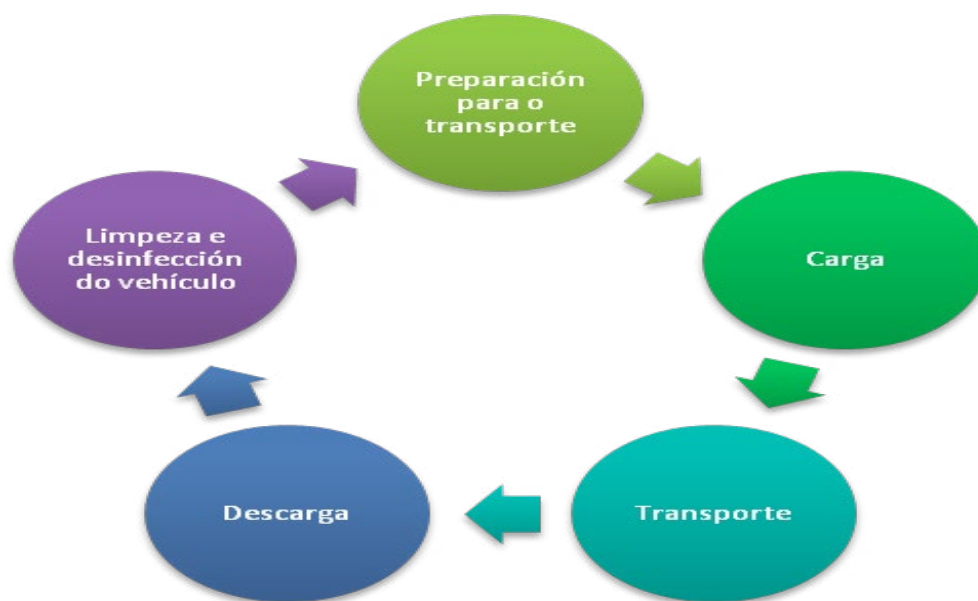 Preparación
para o
transporte
Carga
Transporte
Descarga
Limpeza e
desinfección
do vehículo